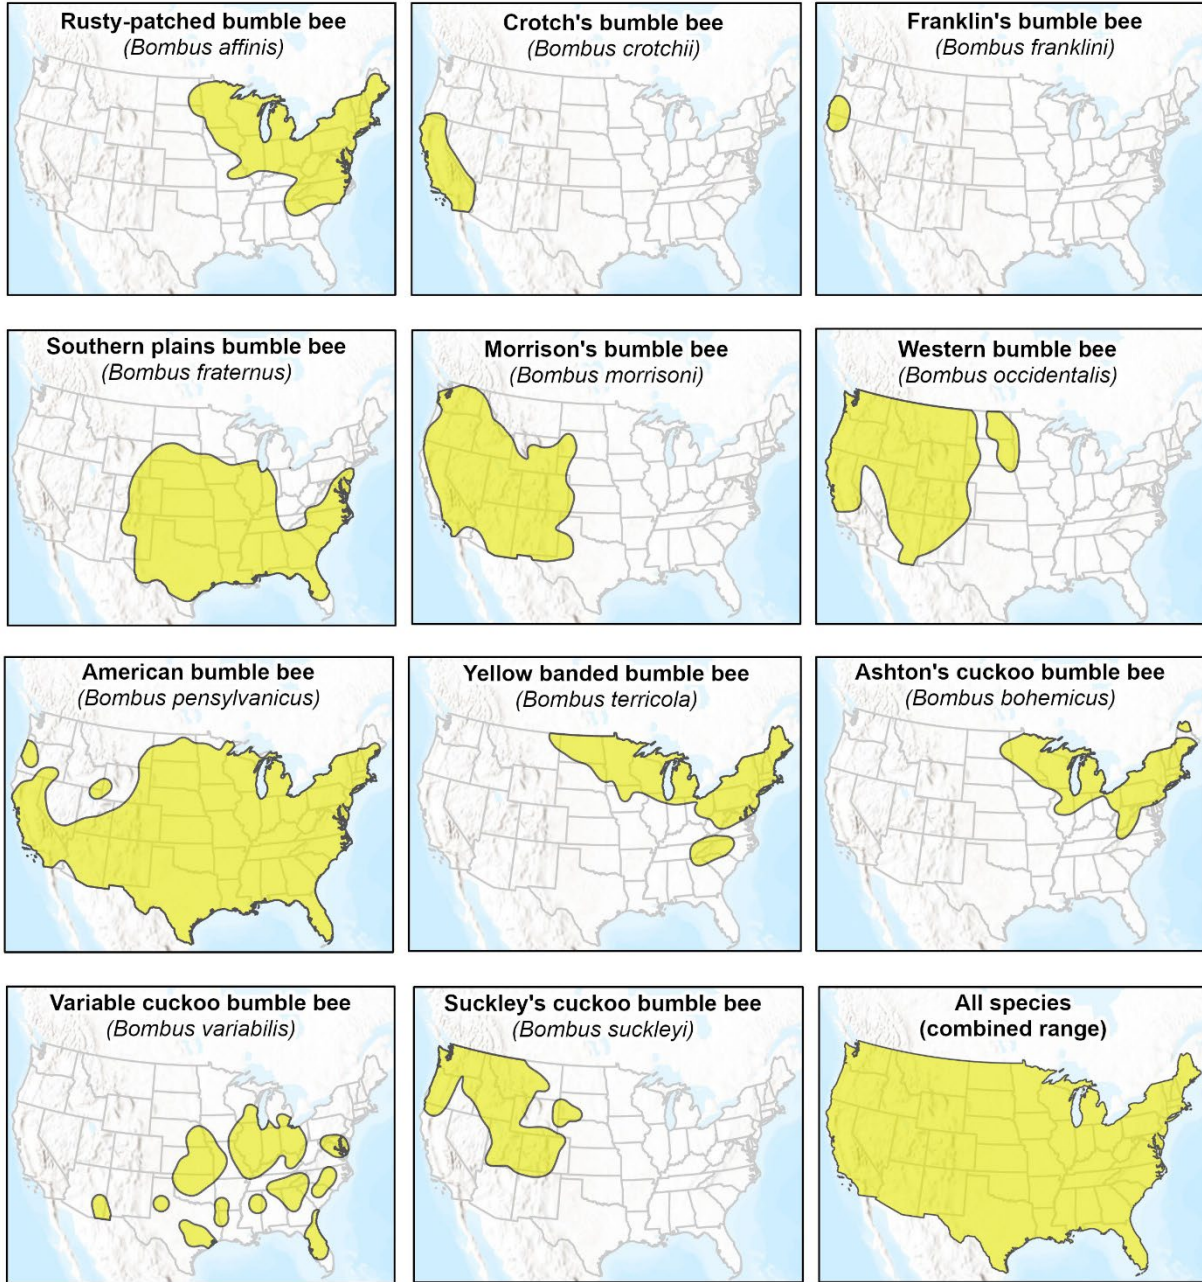 Rusty-patched bumble bee
(Bombus affinis)
Crotch's bumble bee
(Bombus crotchii)
Franklin's bumble bee
(Bombus franklini)
Southern plains bumble bee
(Bombus fraternus)
Morrison's bumble bee
(Bombus morrisoni)
Western bumble bee
(Bombus occidentalis)
American bumble bee
(Bombus pensylvanicus)
Yellow banded bumble bee
(Bombus terricola)
Ashton's cuckoo bumble bee
(Bombus bohemicus)
Variable cuckoo bumble bee
(Bombus variabilis)
Suckley's cuckoo bumble bee
(Bombus suckleyi)
All species
(combined range)